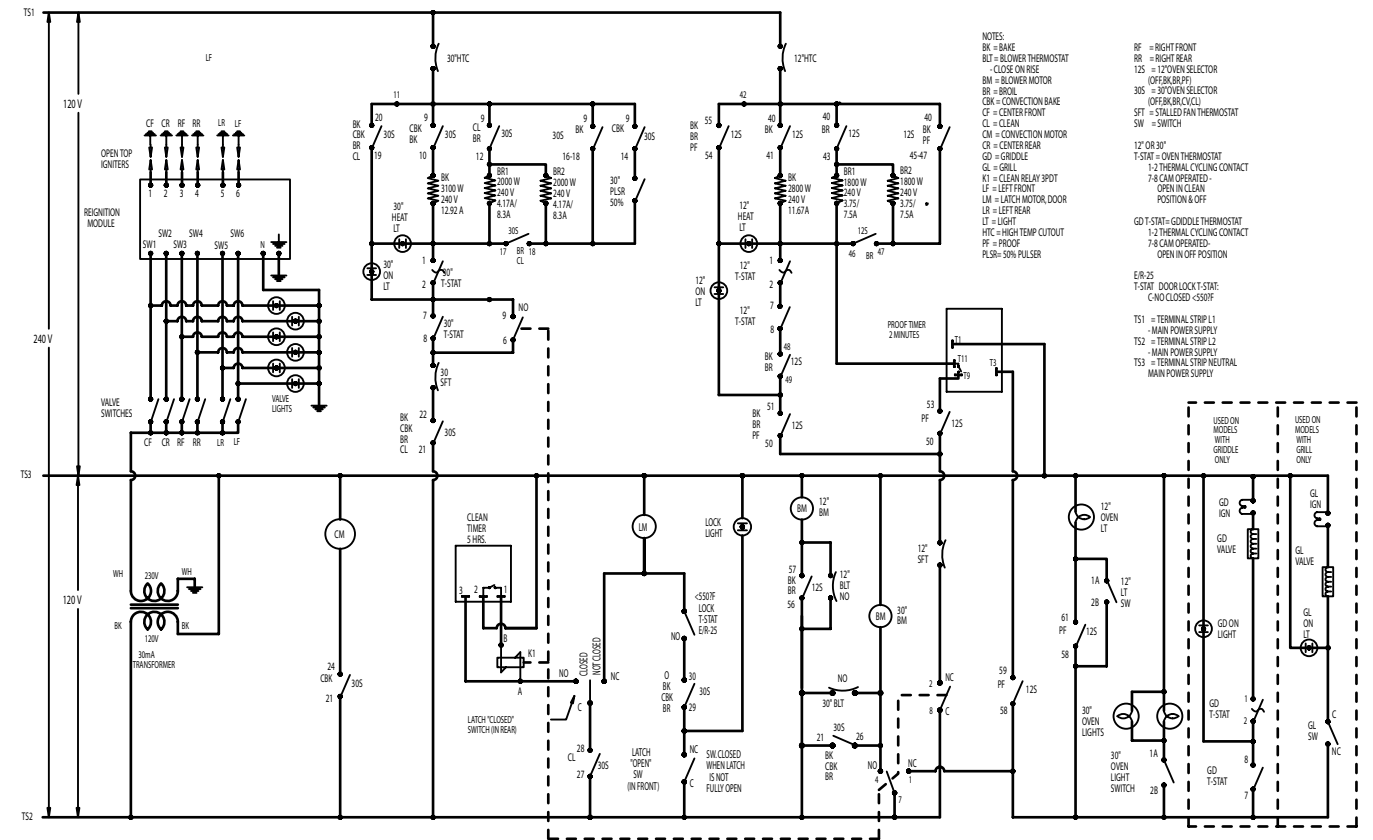 TS1
120 V
240 V
LF
CF CR RF RR LR LF
OPEN TOP
IGNITERS
1 2 3 4 5 6
REIGNITION
MODULE
SW1 SW2 SW3 SW4 SW5 SW6 N
VALVE
SWITCHES
VALVE
LIGHTS
CF CR RF RR LR LF
30"HTC
11
20
BK
CBK
BR
CL
30S
19
9
CBK
BK
30S
10
BK
3100 W
240 V
12.92 A
9
CL
BR
30S
12
BR1
2000 W
240 V
4.17A/
8.3A
BR2
2000 W
240 V
4.17A/
8.3A
9
30S
BK
16-18
9
CBK
30S
14
30"
PLSR
50%
30"
HEAT
LT
30S
17 BR 18
CL
30"
ON
LT
1
30"
T-STAT
2
NO
7
30"
T-STAT
8
9
6
30
SFT
BK
CBK
BR
CL
22
30S
21
12"HTC
42
55
BK
BR
PF
12S
54
40
BK
BR
12S
41
BK
2800 W
240 V
11.67A
40
BR
12S
43
BR1
1800 W
240 V
3.75/
7.5A
BR2
1800 W
240 V
3.75/
7.5A
40
12S
BK
PF
45-47
12"
HEAT
LT
12S
46 BR 47
12"
ON
LT
1
12"
T-STAT
2
7
12"
T-STAT
8
48
BK
BR
12S
49
51
BK
BR
PF
12S
50
PROOF TIMER
2 MINUTES
T1
T11
T3
T9
53
PF
12S
50
NOTES:
BK = BAKE
BLT = BLOWER THERMOSTAT
- CLOSE ON RISE
BM = BLOWER MOTOR
BR = BROIL
CBK = CONVECTION BAKE
CF = CENTER FRONT
CL = CLEAN
CM = CONVECTION MOTOR
CR = CENTER REAR
GD = GRIDDLE
GL = GRILL
K1 = CLEAN RELAY 3PDT
LF = LEFT FRONT
LM = LATCH MOTOR, DOOR
LR = LEFT REAR
LT = LIGHT
HTC = HIGH TEMP CUTOUT
PF = PROOF
PLSR= 50% PULSER
RF = RIGHT FRONT
RR = RIGHT REAR
12S = 12"OVEN SELECTOR
(OFF,BK,BR,PF)
30S = 30"OVEN SELECTOR
(OFF,BK,BR,CV,CL)
SFT = STALLED FAN THERMOSTAT
SW = SWITCH
12" OR 30"
T-STAT = OVEN THERMOSTAT
1-2 THERMAL CYCLING CONTACT
7-8 CAM OPERATED -
OPEN IN CLEAN
POSITION & OFF
GD T-STAT= GDIDDLE THERMOSTAT
1-2 THERMAL CYCLING CONTACT
7-8 CAM OPERATED-
OPEN IN OFF POSITION
E/R-25
T-STAT DOOR LOCK T-STAT:
C-NO CLOSED <550?F
TS1 = TERMINAL STRIP L1
- MAIN POWER SUPPLY
TS2 = TERMINAL STRIP L2
- MAIN POWER SUPPLY
TS3 = TERMINAL STRIP NEUTRAL
MAIN POWER SUPPLY
TS3
120 V
WH 230V WH
BK 120V BK
30mA
TRANSFORMER
CM
24
CBK
30S
21
CLEAN
TIMER
5 HRS.
3 2 1
B
K1
A
LATCH "CLOSED"
SWITCH (IN REAR)
NO
CLOSED
NOT CLOSED
NC
C
28
CL
30S
27
LM
<550?F
LOCK
T-STAT
E/R-25
NO
O
BK
CBK
BR
30
30S
29
LATCH
"OPEN"
SW
(IN FRONT)
NC
C
SW. CLOSED
WHEN LATCH
IS NOT
FULLY OPEN
LOCK
LIGHT
BM
12"
BM
57
BK
BR
12S
56
12"
BLT
NO
BM
30"
BM
NO
30" BLT
30S
21 26
BK
CBK
BR
NO
4
NC
1
7
12"
SFT
2 NC
8 C
59
PF
12S
58
12"
OVEN
LT
1A
12"
LT
SW
2B
61
PF
12S
58
30"
OVEN
LIGHTS
30"
OVEN
LIGHT
SWITCH
1A
2B
USED ON
MODELS
WITH
GRIDDLE
ONLY
GD
IGN
GD
VALVE
GD ON
LIGHT
1
GD
T-STAT
2
8
GD
T-STAT
7
USED ON
MODELS
WITH
GRILL
ONLY
GL
IGN
GL
VALVE
GL
ON
LT
C
GL
SW
NC
TS2